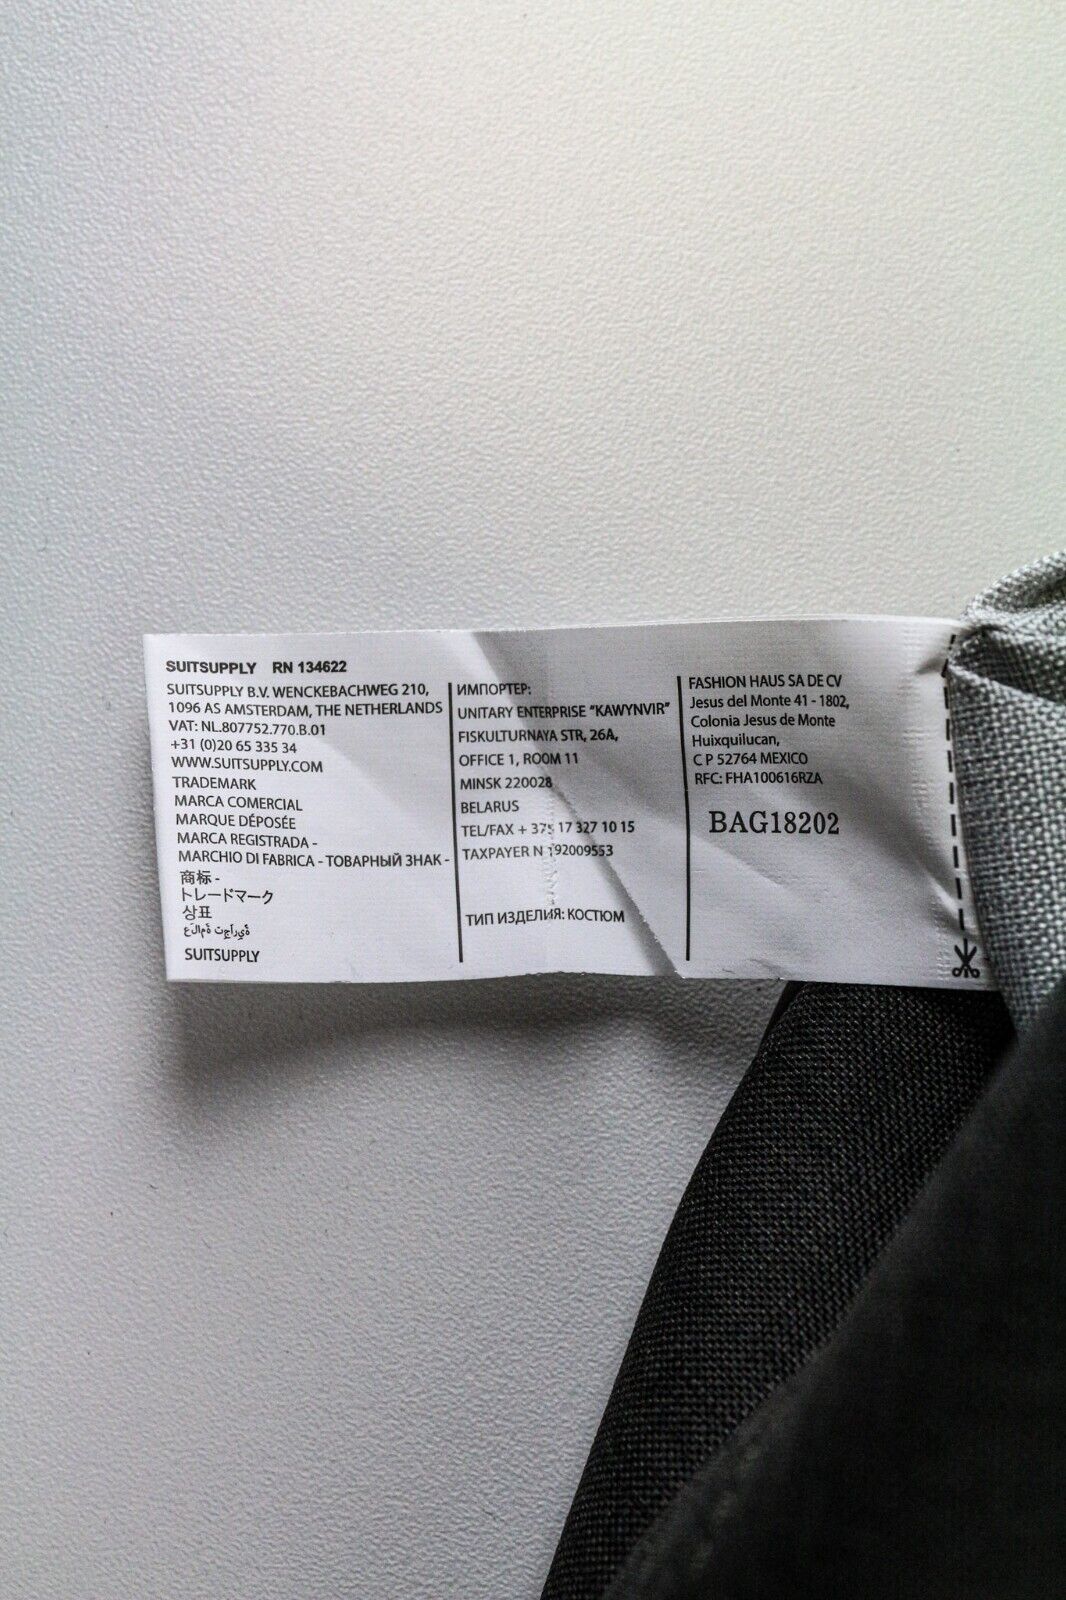 SUITSUPPLY RN 134622
SUITSUPPLY B.V. WENCKEBACHWEG 210,
1096 AS AMSTERDAM, THE NETHERLANDS
VAT: NL.807752.770.B.01
+31 (0)20 65 335 34
WWW.SUITSUPPLY.COM
TRADEMARK
MARCA COMERCIAL
MARQUE DÉPOSÉE
MARCA REGISTRADA -
MARCHIO DI FABRICA - ТОВАРНЫЙ ЗНАК -
商标 -
トレードマーク
상표
SUITSUPPLY
ИМПОРТЕР:
UNITARY ENTERPRISE "KAWYNVIR"
FISKULTURNAYA STR, 26A,
OFFICE 1, ROOM 11
MINSK 220028
BELARUS
TEL/FAX + 375 17 327 10 15
TAXPAYER N 192009553
ТИП ИЗДЕЛИЯ: КОСТЮМ
FASHION HAUS SA DE CV
Jesus del Monte 41 - 1802,
Colonia Jesus de Monte
Huixquilucan,
C P 52764 MEXICO
RFC: FHA100616RZA
BAG18202